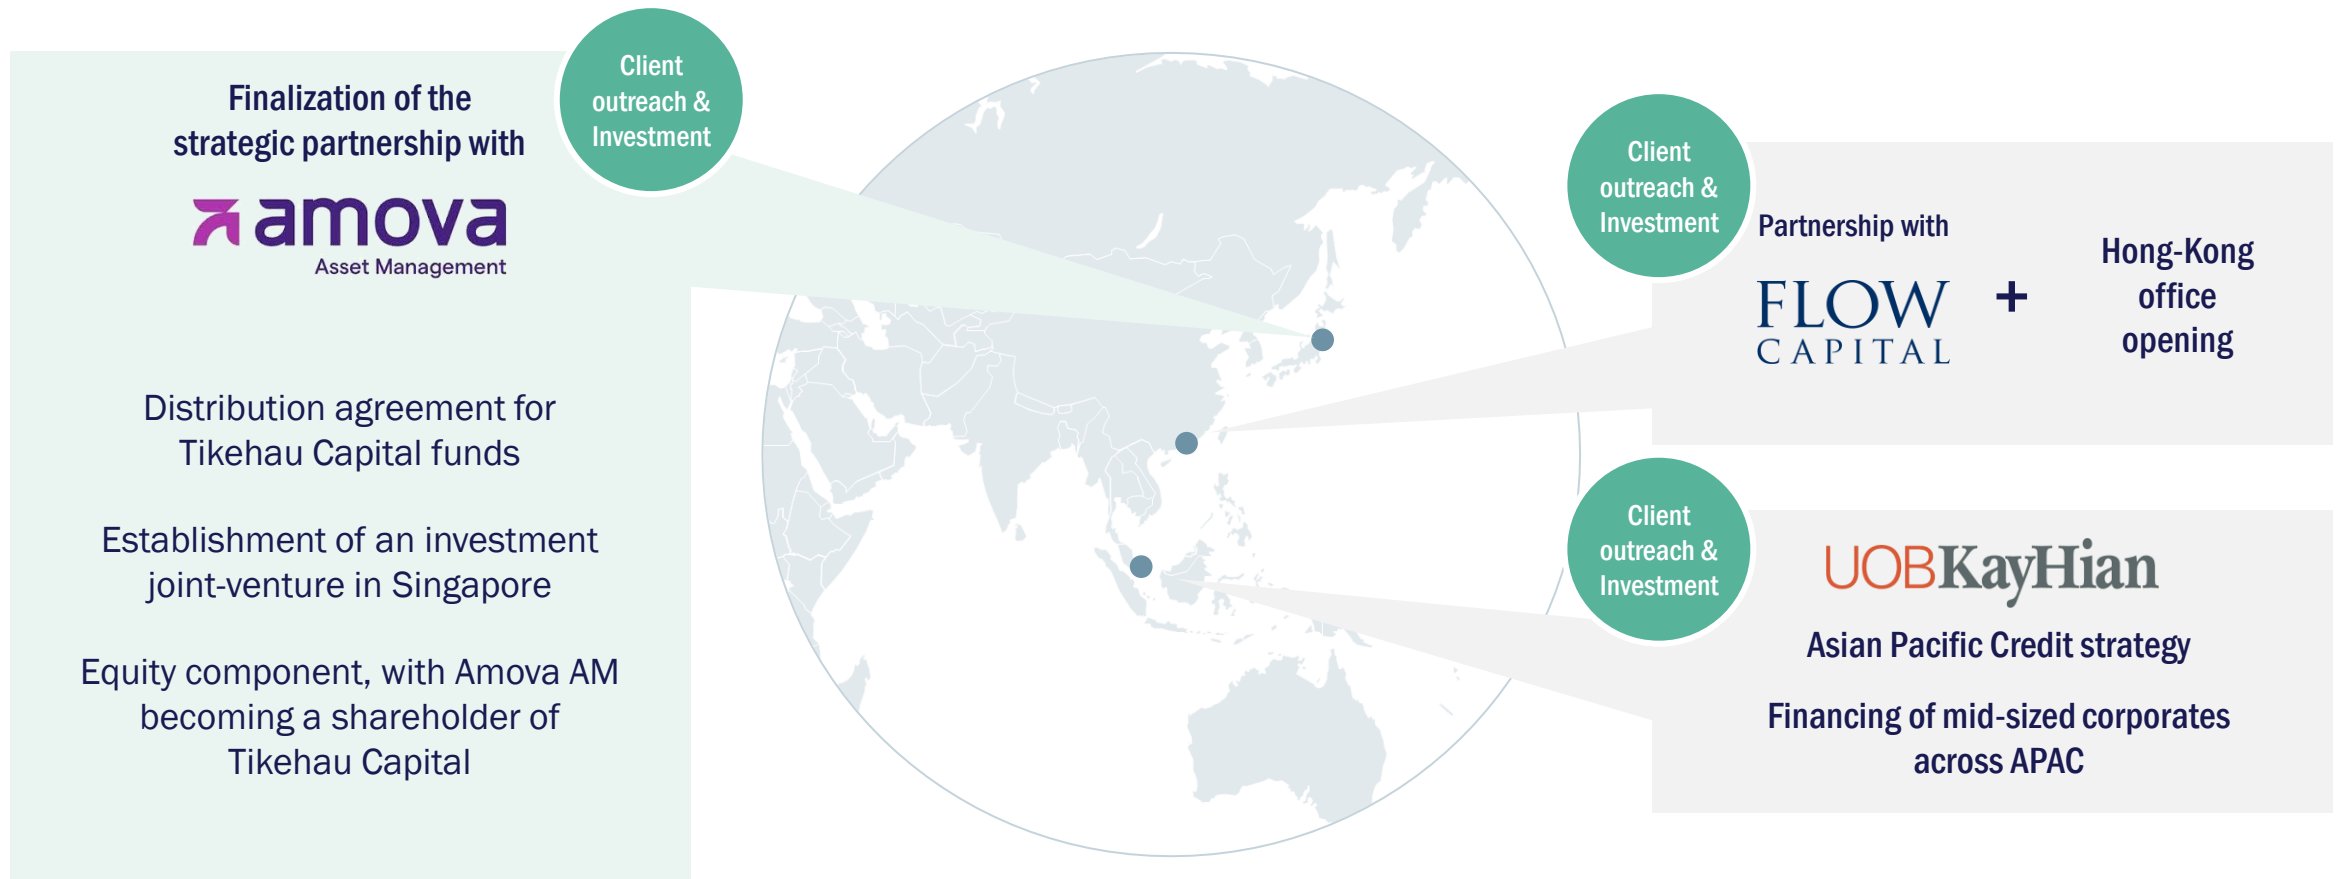 Client
outreach &
Investment
Finalization of the
strategic partnership with
amova
Asset Management
Distribution agreement for
Tikehau Capital funds
Establishment of an investment
joint-venture in Singapore
Equity component, with Amova AM
becoming a shareholder of
Tikehau Capital
Client
outreach &
Investment
Partnership with
FLOW
CAPITAL
+
Hong-Kong
office
opening
Client
outreach &
Investment
UOBKayHian
Asian Pacific Credit strategy
Financing of mid-sized corporates
across APAC